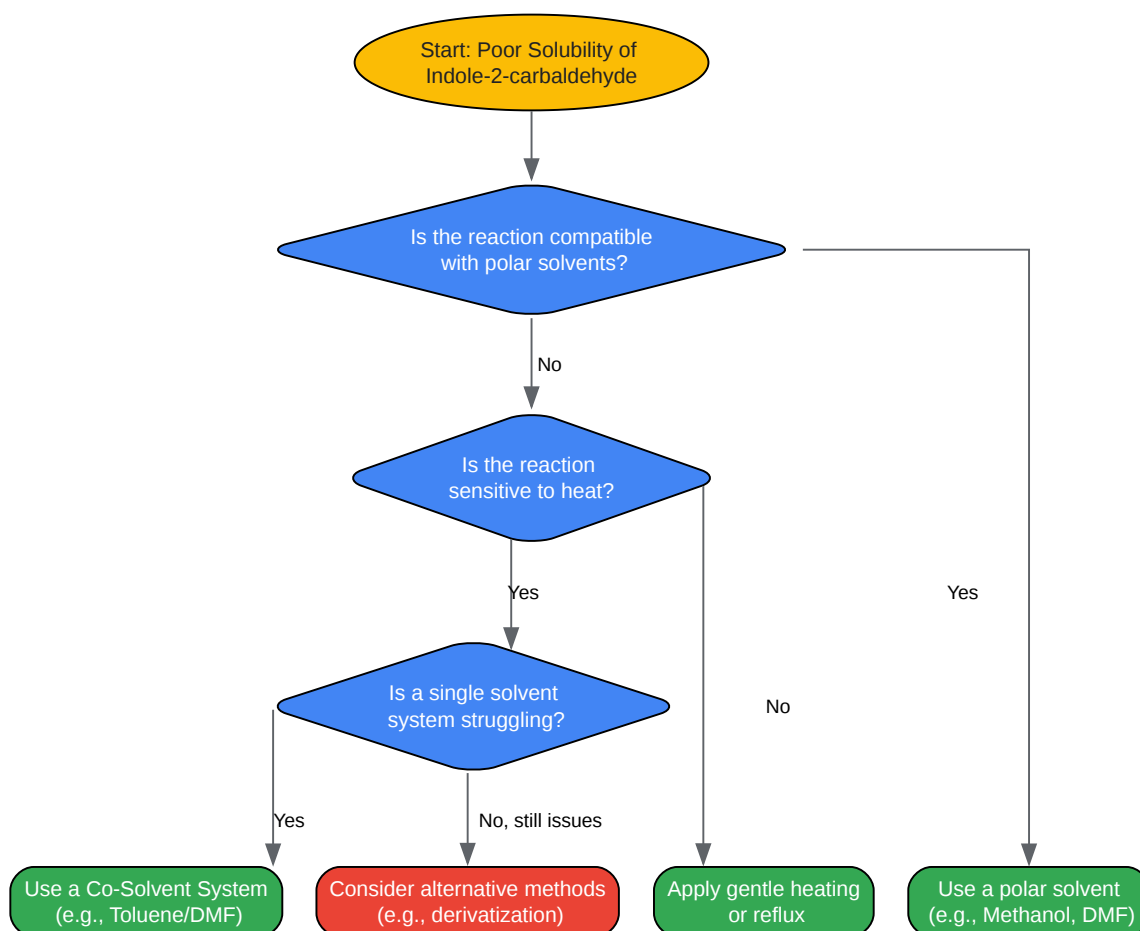 Start: Poor Solubility of
Indole-2-carbaldehyde
Is the reaction compatible
with polar solvents?
No
Is the reaction
sensitive to heat?
Yes
Yes
Is a single solvent
system struggling?
No
Yes
No, still issues
Use a Co-Solvent System
(e.g., Toluene/DMF)
Consider alternative methods
(e.g., derivatization)
Apply gentle heating
or reflux
Use a polar solvent
(e.g., Methanol, DMF)